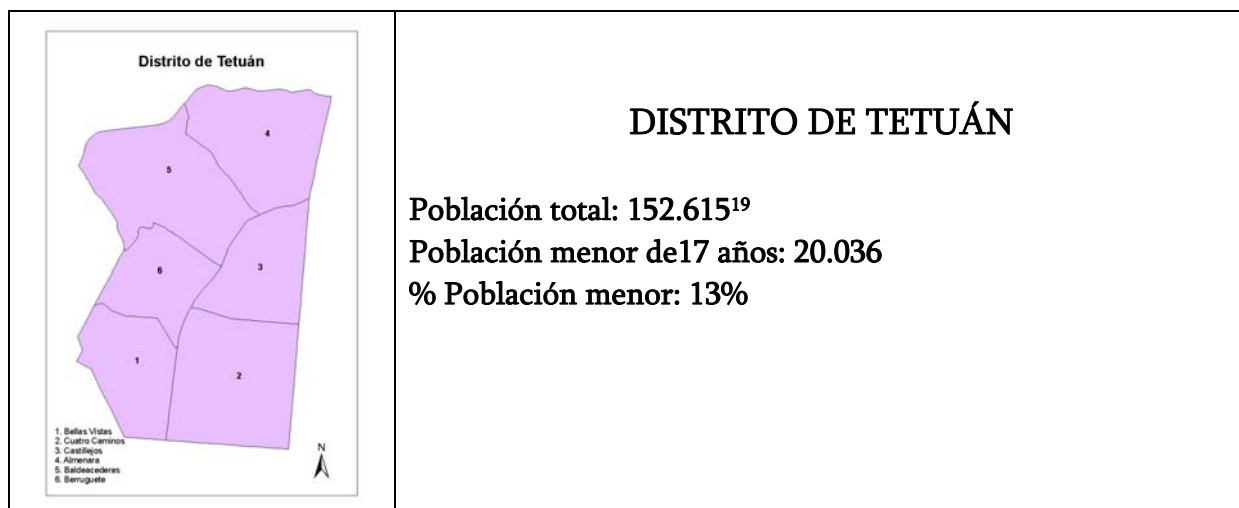 Distrito de Tetuán
4
5
6
3
1
2
1. Bellas Vistas
2. Cuatro Caminos
3. Castillejos
4. Almenara
5. Baldeacederas
6. Berruguete
N
DISTRITO DE TETUÁN
Población total: 152.615¹⁹
Población menor de17 años: 20.036
% Población menor: 13%